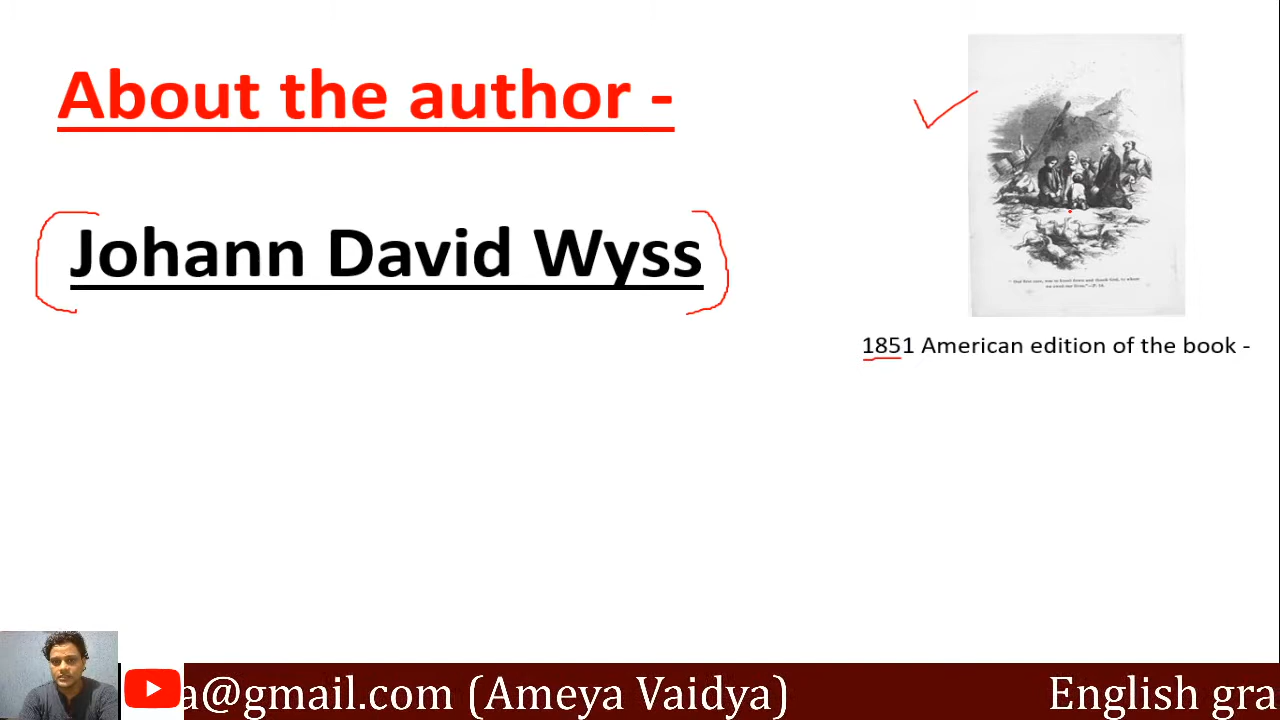 About the author -
Johann David Wyss
1851 American edition of the book -
a@gmail.com (Ameya Vaidya)
English gra